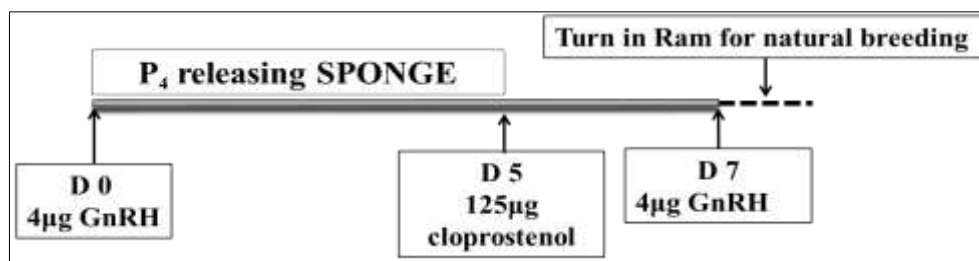 Turn in Ram for natural breeding
P₄ releasing SPONGE
D 0
4µg GnRH
D 5
125µg
cloprostenol
D 7
4µg GnRH